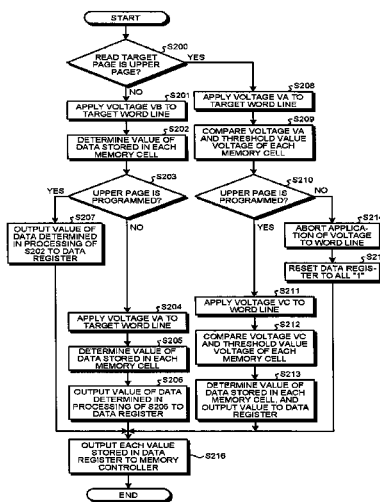 START
S200
READ TARGET
PAGE IS UPPER
PAGE?
YES
NO
S201
APPLY VOLTAGE VB TO
TARGET WORD LINE
S202
DETERMINE VALUE OF
DATA STORED IN EACH
MEMORY CELL
S203
UPPER PAGE IS
PROGRAMMED?
YES
NO
S207
OUTPUT VALUE OF
DATA DETERMINED
IN PROCESSING OF
S202 TO DATA
REGISTER
S204
APPLY VOLTAGE VA TO
TARGET WORD LINE
S205
DETERMINE VALUE OF
DATA STORED IN EACH
MEMORY CELL
S206
OUTPUT VALUE OF DATA
DETERMINED IN
PROCESSING OF S206 TO
DATA REGISTER
S208
APPLY VOLTAGE VA TO
TARGET WORD LINE
S209
COMPARE VOLTAGE VA AND
THRESHOLD VALUE
VOLTAGE OF EACH
MEMORY CELL
S210
UPPER PAGE IS
PROGRAMMED?
NO
YES
S214
ABORT APPLICA-
TION OF VOLTAGE
TO WORD LINE
RESET DATA REGIS-
TER TO ALL "1"
S211
APPLY VOLTAGE VC TO
WORD LINE
S212
COMPARE VOLTAGE VC
AND THRESHOLD VALUE
VOLTAGE OF EACH
MEMORY CELL
S213
DETERMINE VALUE OF
DATA STORED IN EACH
MEMORY CELL, AND
OUTPUT VALUE TO DATA
REGISTER
OUTPUT EACH VALUE
STORED IN DATA
REGISTER TO MEMORY
CONTROLLER
S216
END